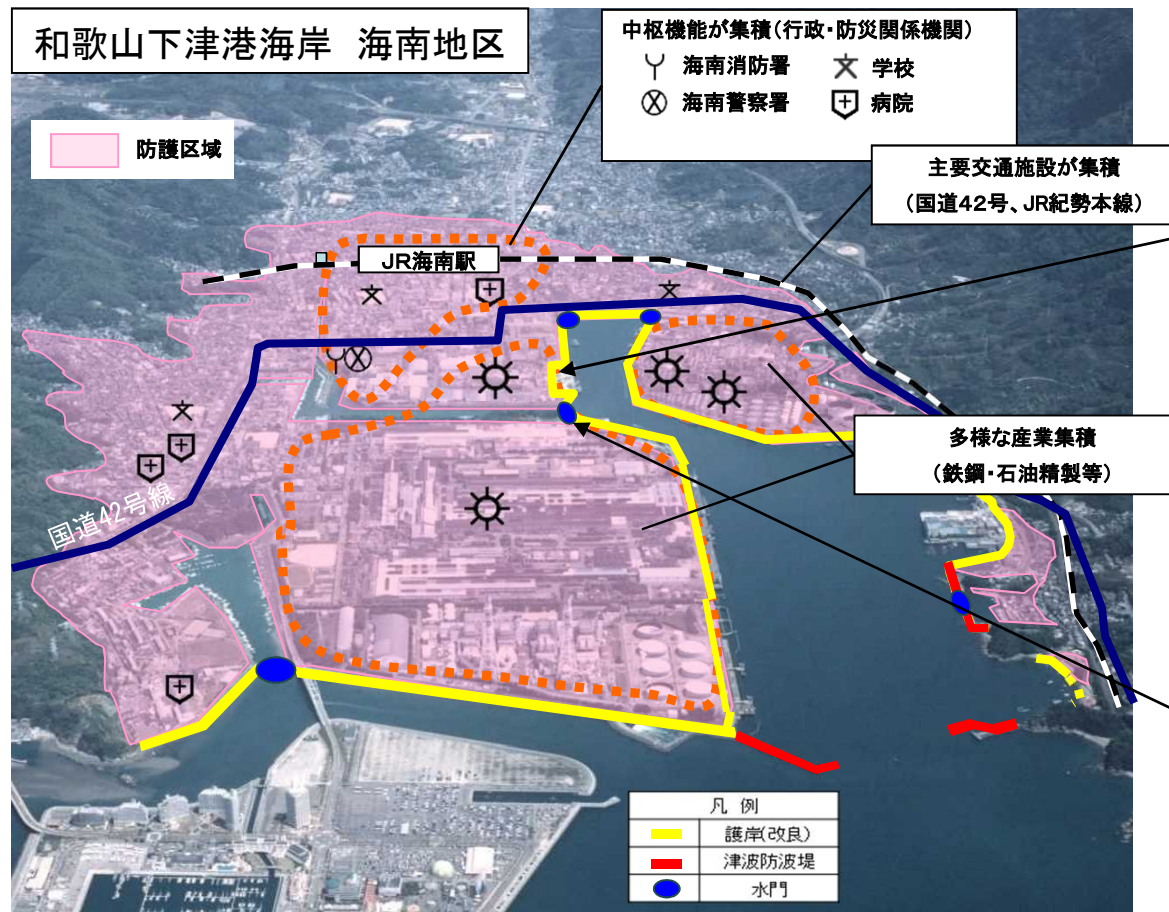 和歌山下津港海岸 海南地区
中枢機能が集積(行政・防災関係機関)
海南消防署 学校
海南警察署 病院
防護区域
主要交通施設が集積
(国道42号、JR紀勢本線)
JR海南駅
多様な産業集積
(鉄鋼・石油精製等)
国道42号線
凡 例
護岸(改良)
津波防波堤
水門